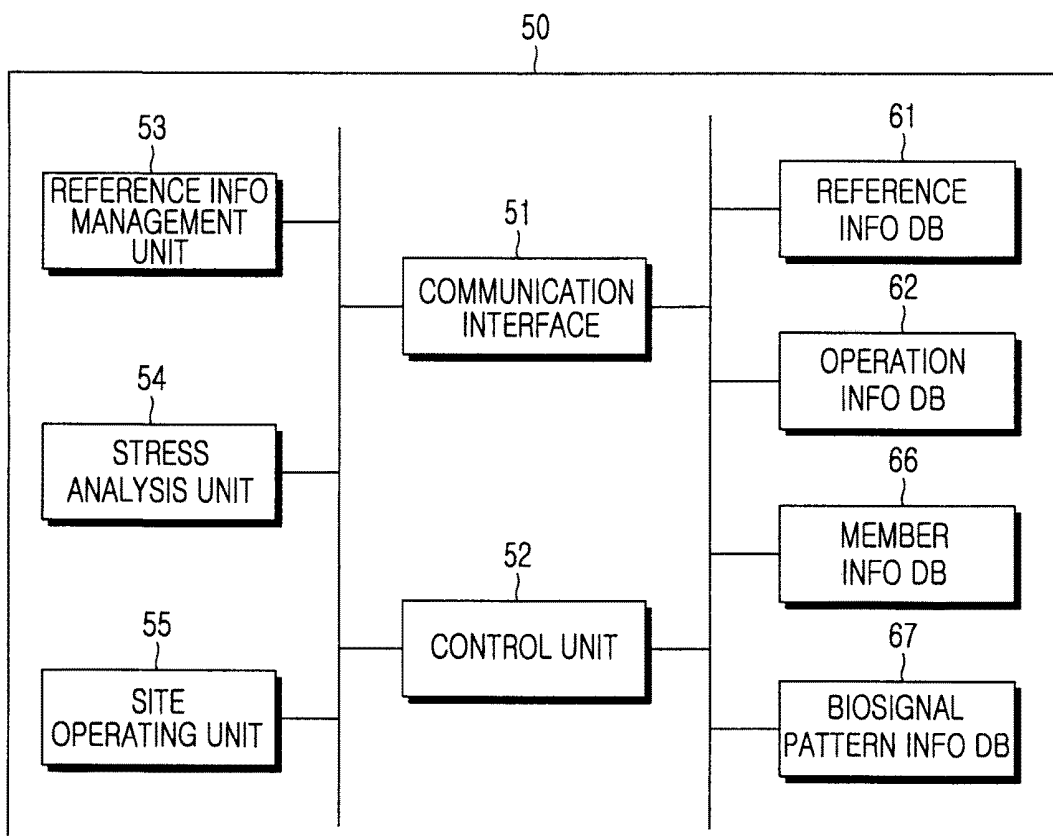 50
53
REFERENCE INFO
MANAGEMENT
UNIT
54
STRESS
ANALYSIS UNIT
55
SITE
OPERATING UNIT
51
COMMUNICATION
INTERFACE
52
CONTROL UNIT
61
REFERENCE
INFO DB
62
OPERATION
INFO DB
66
MEMBER
INFO DB
67
BIOSIGNAL
PATTERN INFO DB